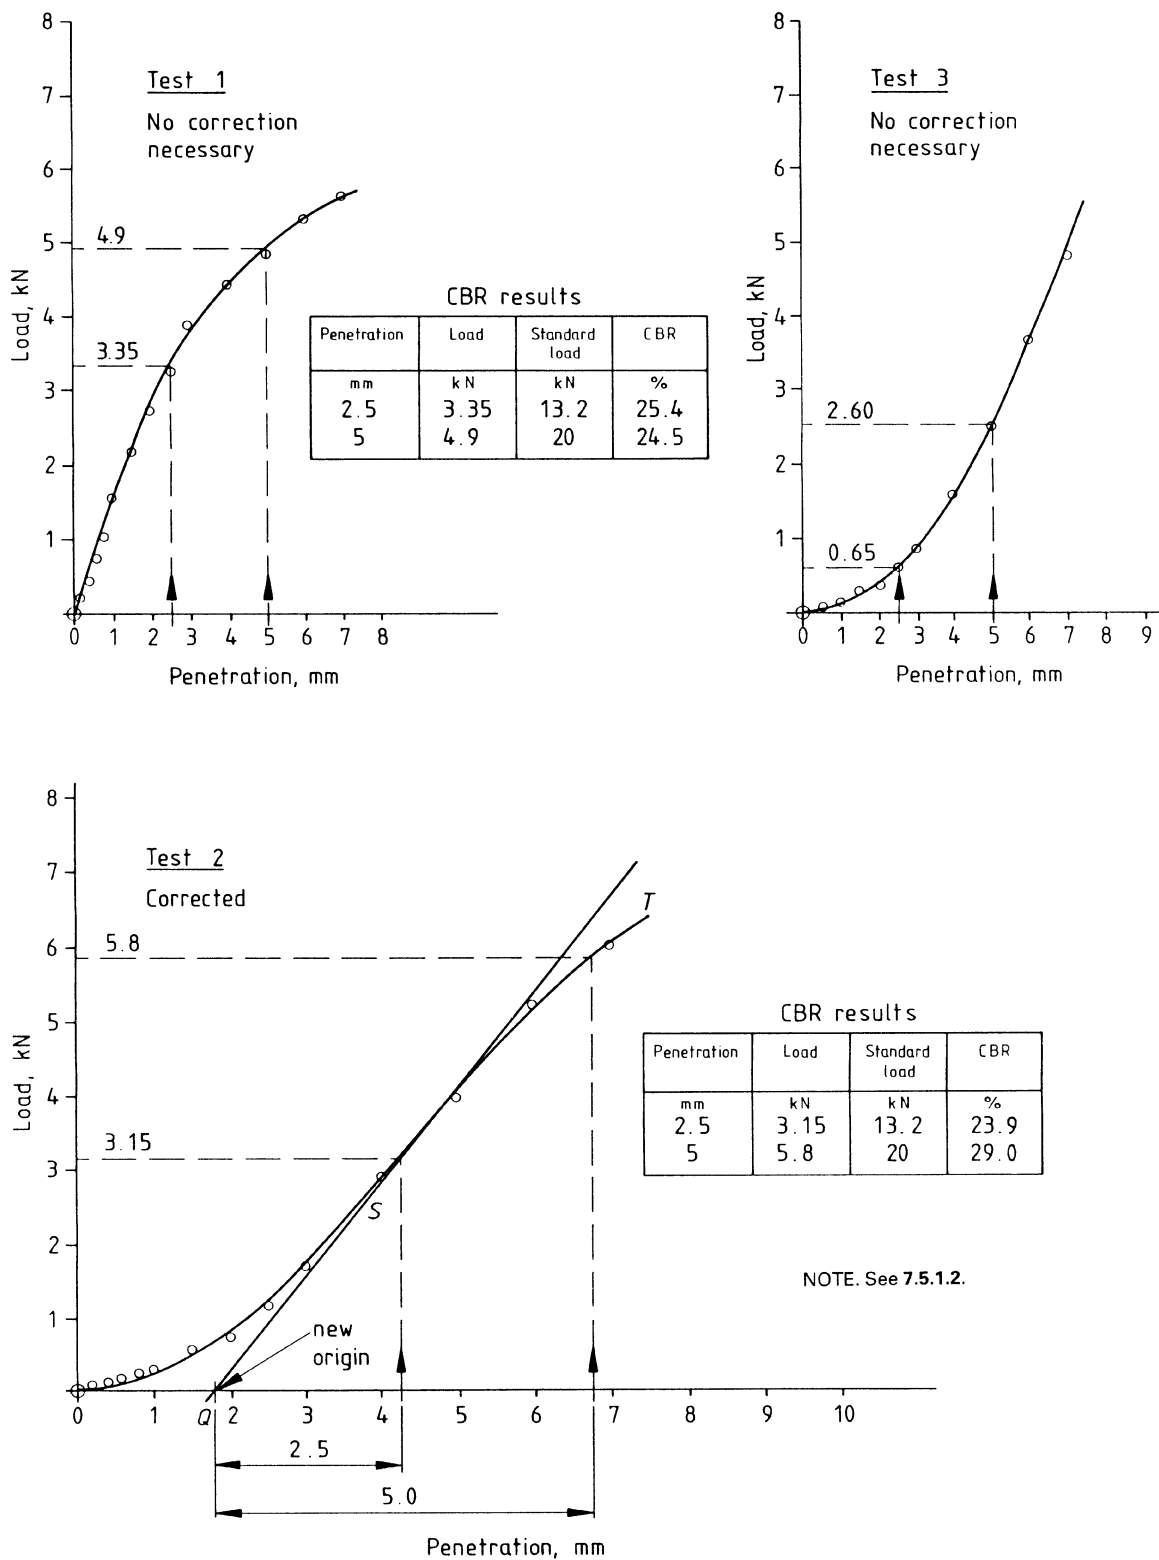 8
7
6
5
4
3
2
1
Load, kN
Test 1
No correction
necessary
4.9
3.35
0 1 2 3 4 5 6 7 8
Penetration, mm
CBR results
Penetration Load Standard load CBR
mm kN kN %
2.5 3.35 13.2 25.4
5 4.9 20 24.5
8
7
6
5
4
3
2
1
Load, kN
Test 3
No correction
necessary
2.60
0.65
0 1 2 3 4 5 6 7 8 9
Penetration, mm
8
7
6
5
4
3
2
1
Load, kN
Test 2
Corrected
5.8
3.15
T
S
new
origin
Q
0 1 2 3 4 5 6 7 8 9 10
2.5
5.0
Penetration, mm
CBR results
Penetration Load Standard load CBR
mm kN kN %
2.5 3.15 13.2 23.9
5 5.8 20 29.0
NOTE. See 7.5.1.2.